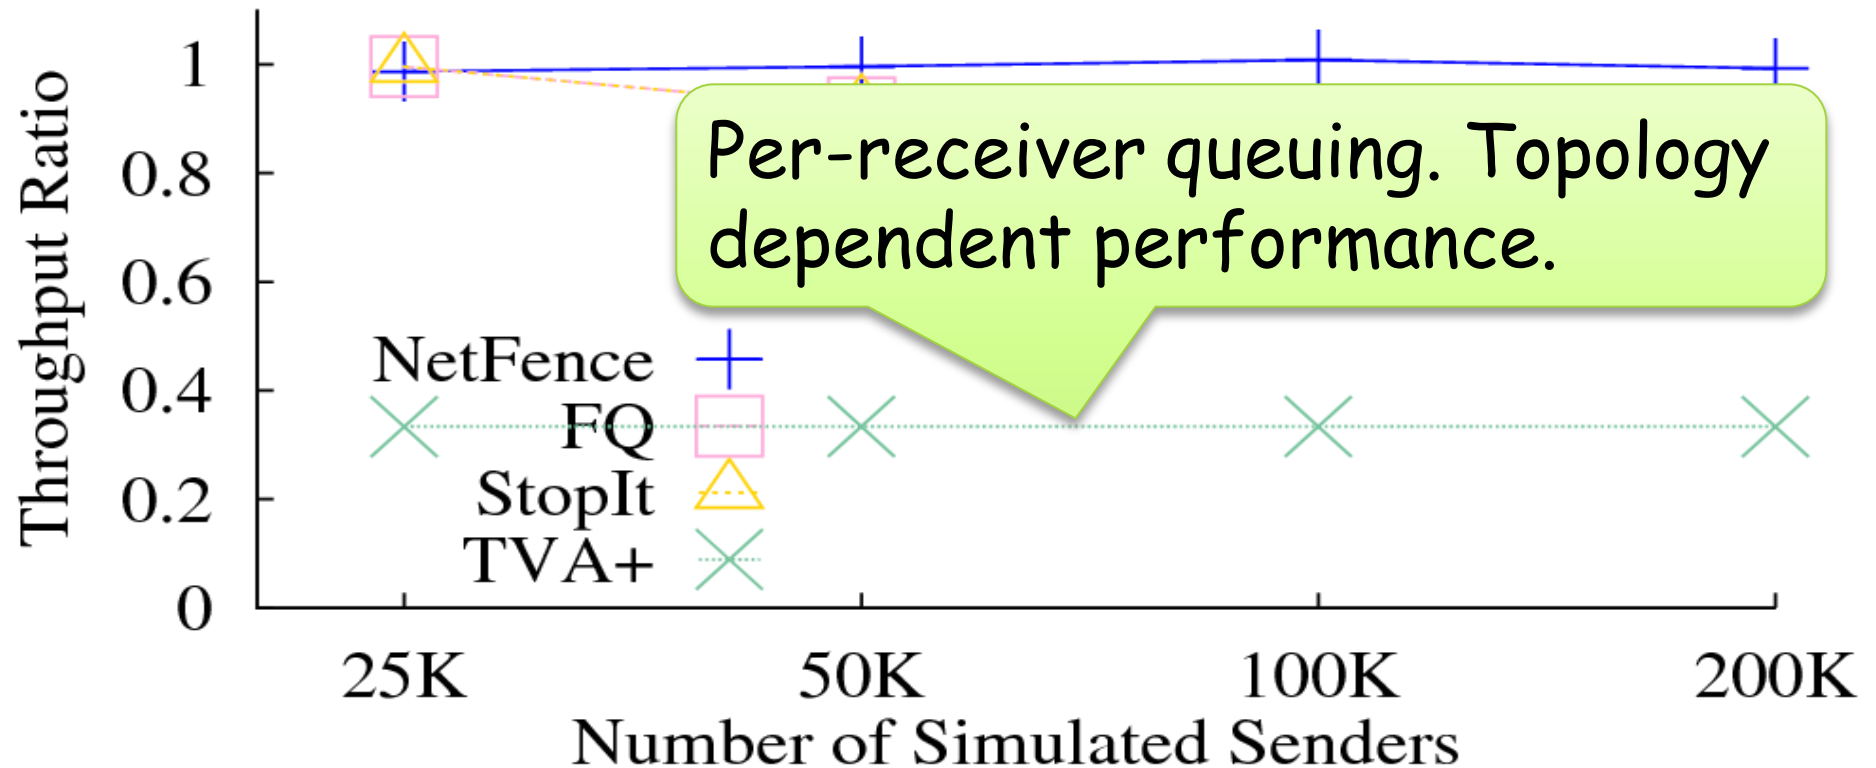 Throughput Ratio
1
0.8
0.6
0.4
0.2
0
Per-receiver queuing. Topology
dependent performance.
NetFence
FQ
StopIt
TVA+
25K 50K 100K 200K
Number of Simulated Senders